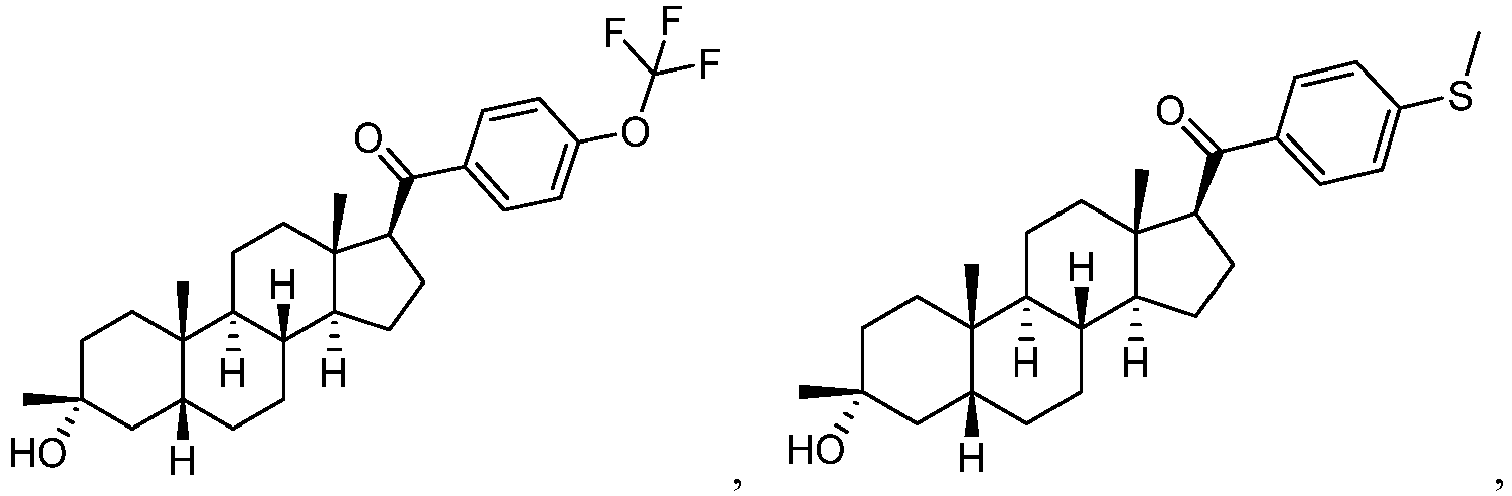 F F F
O O
S
O
H H H
H H H
HO H
HO H
, ,